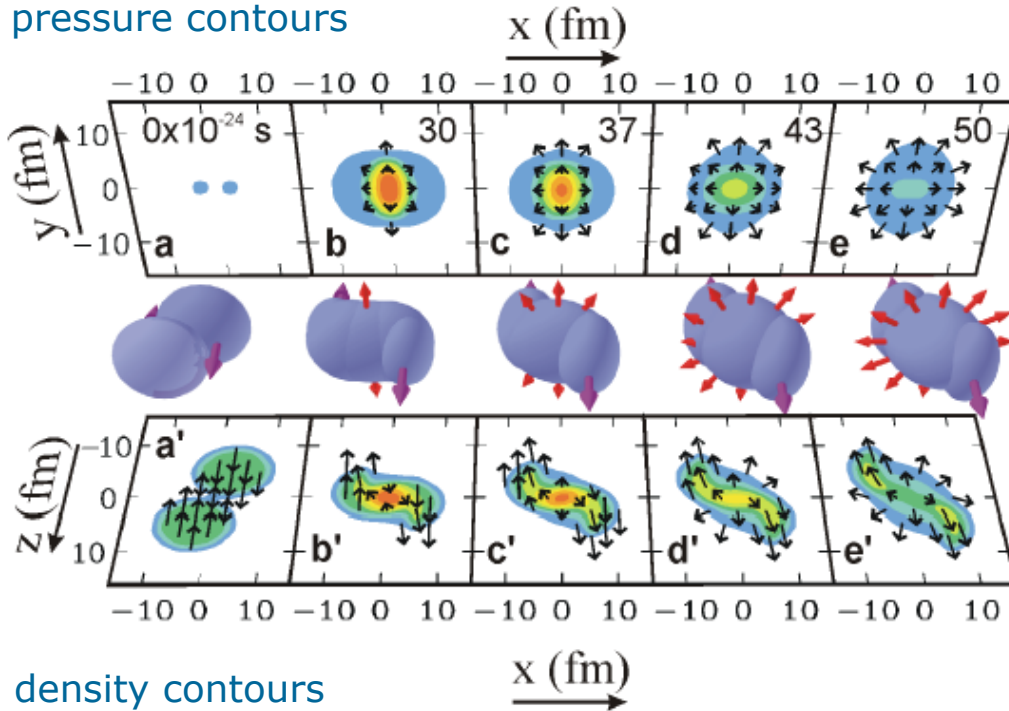 pressure contours
x (fm)
−10 0 10 −10 0 10 −10 0 10 −10 0 10 −10 0 10
10 0x10⁻²⁴ s 30 37 43 50
y (fm)
0
−10
a b c d e
a'
z (fm)
−10
0
10
b' c' d' e'
−10 0 10 −10 0 10 −10 0 10 −10 0 10 −10 0 10
x (fm)
density contours